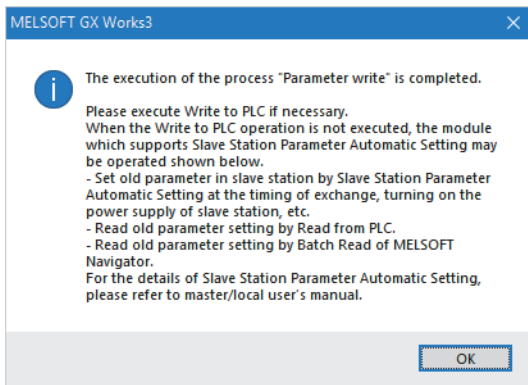 MELSOFT GX Works3
The execution of the process "Parameter write" is completed.
Please execute Write to PLC if necessary.
When the Write to PLC operation is not executed, the module
which supports Slave Station Parameter Automatic Setting may
be operated shown below.
- Set old parameter in slave station by Slave Station Parameter
Automatic Setting at the timing of exchange, turning on the
power supply of slave station, etc.
- Read old parameter setting by Read from PLC.
- Read old parameter setting by Batch Read of MELSOFT
Navigator.
For the details of Slave Station Parameter Automatic Setting,
please refer to master/local user's manual.
OK